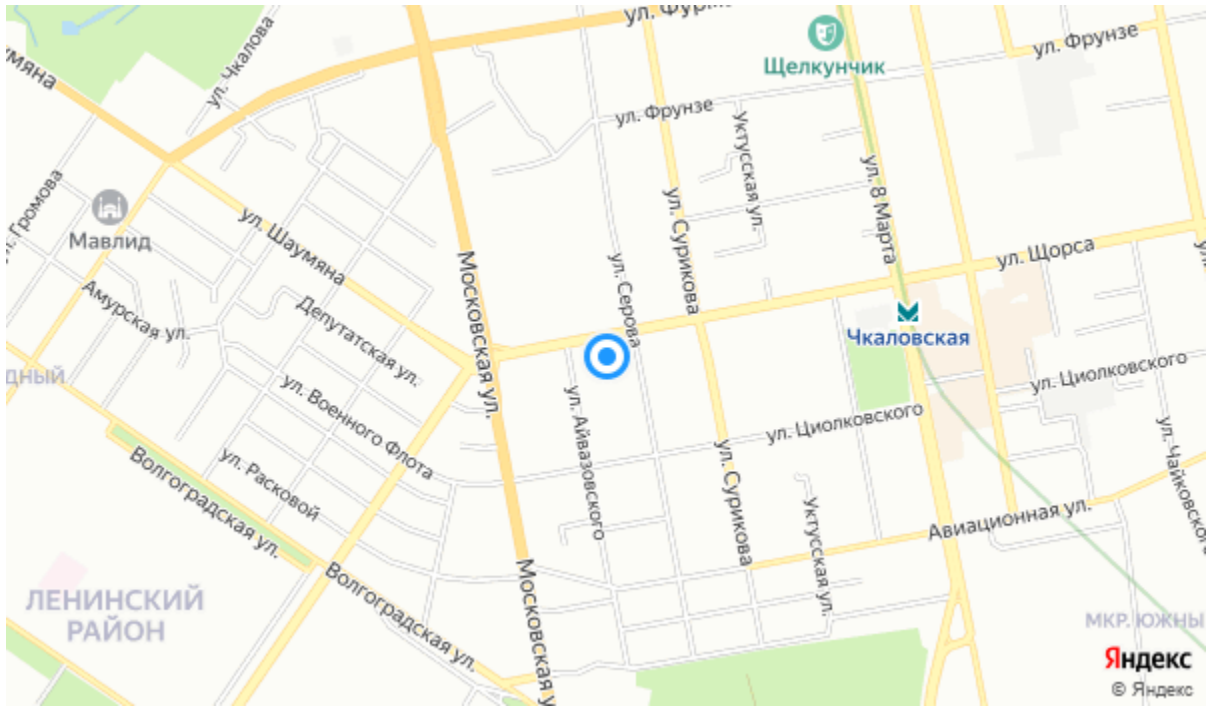 ул. Фурм
ул. Фрунзе
Щелкунчик
умяна
ул. Чкалова
ул. Фрунзе
Уктусская ул.
ул. 8 Марта
ул. Громова
Мавлид
ул. Шаумяна
ул. Сурикова
ул. Щорса
Московская ул.
ул. Серова
Амурская ул.
Депутатская ул.
Чкаловская
дный
ул. Военного Флота
ул. Айвазовского
ул. Циолковского
ул. Циолковского
ул. Чайковского
Волгоградская ул.
ул. Расковой
ул. Сурикова
Уктусская ул.
Авиационная ул.
Волгоградская ул.
Московская у
ЛЕНИНСКИЙ
РАЙОН
МКР. ЮЖНЫ
Яндекс
© Яндекс